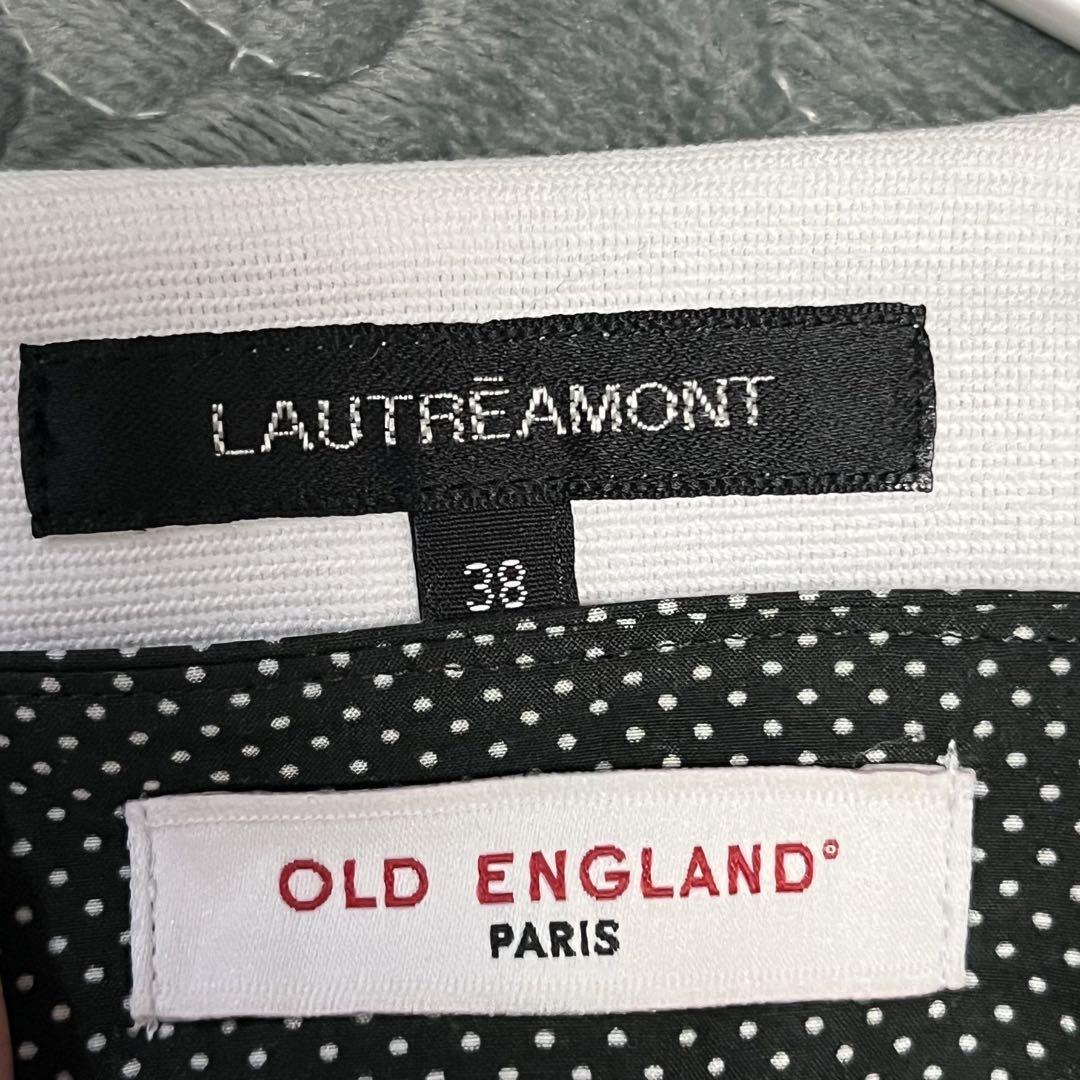 LAUTRĒAMONT
38
OLD ENGLAND°
PARIS